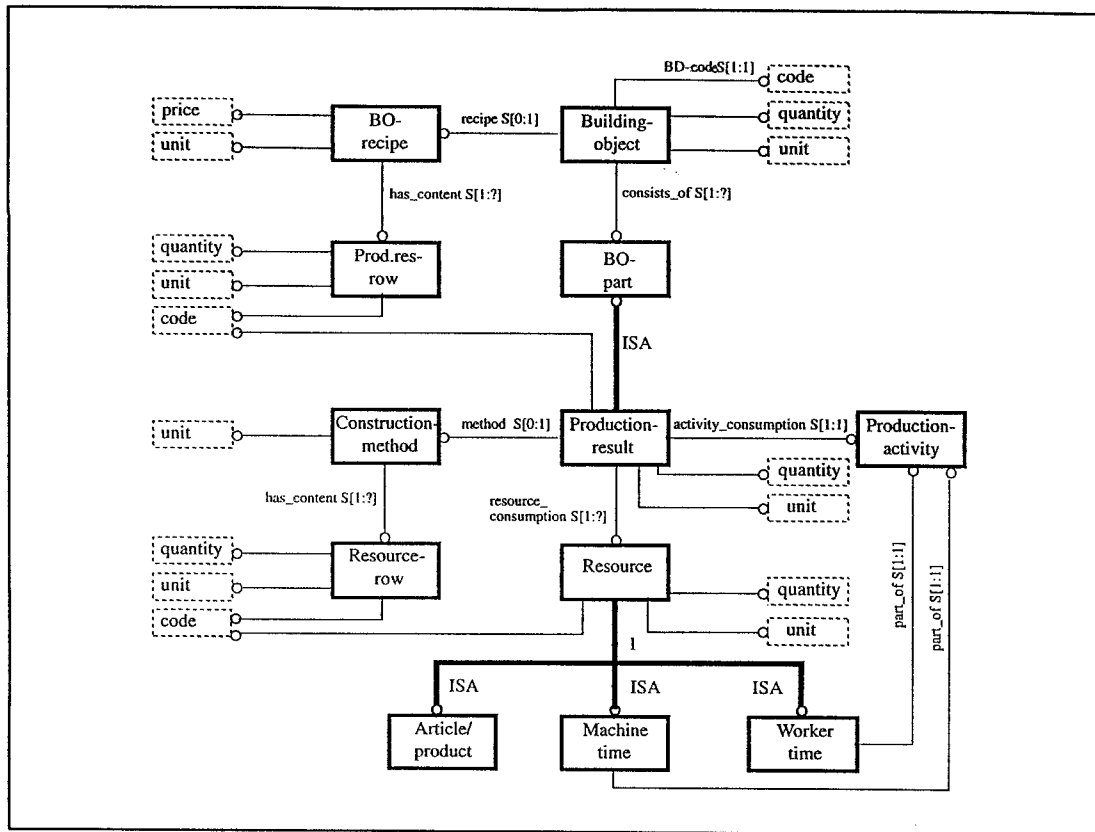 BD-codeS[1:1]
code
price
BO-
recipe
recipe S[0:1]
Building-
object
quantity
unit
unit
has_content S[1:?]
consists_of S[1:?]
quantity
Prod.res-
row
BO-
part
unit
code
ISA
unit
Construction-
method
method S[0:1]
Production-
result
activity_consumption S[1:1]
Production-
activity
quantity
unit
has_content S[1:?]
resource_
consumption S[1:?]
quantity
Resource-
row
Resource
unit
code
quantity
unit
part_of S[1:1]
part_of S[1:1]
1
ISA
ISA
ISA
Article/
product
Machine
time
Worker
time